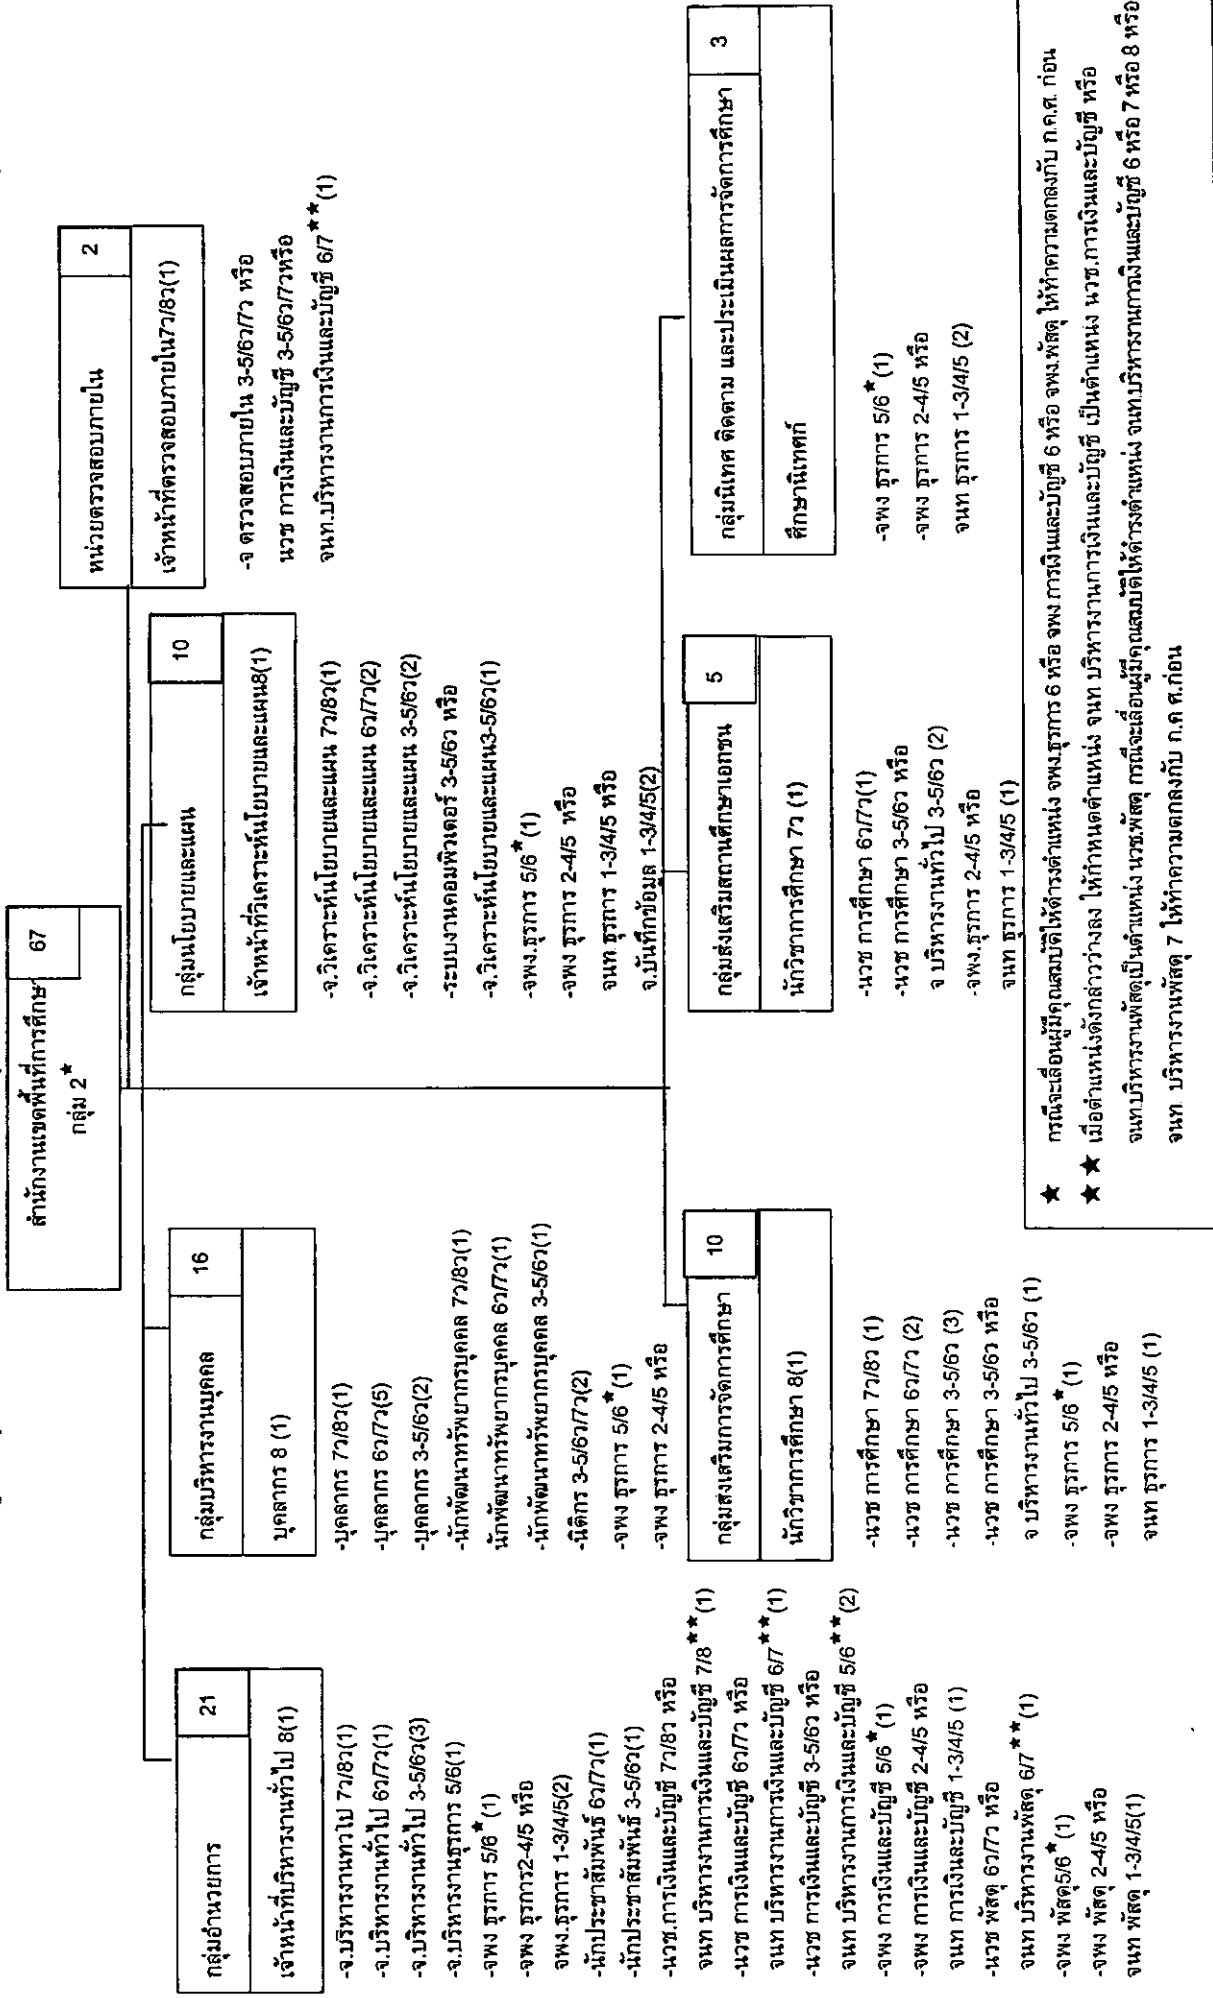 สำนักงานเขตพื้นที่การศึกษา 67
กลุ่ม 2★
กลุ่มอำนวยการ 21
เจ้าหน้าที่บริหารงานทั่วไป 8(1)
-จ.บริหารงานทวไป 7ว/8ว(1)
-จ.บริหารงานทั่วไป 6ว/7ว(1)
-จ.บริหารงานทั่วไป 3-5/6ว(3)
-จ.บริหารงานธุรการ 5/6(1)
-จพง ธุรการ 5/6★(1)
-จพง ธุรการ2-4/5 หรือ
จพง.ธุรการ 1-3/4/5(2)
-นักประชาสัมพันธ์ 6ว/7ว(1)
-นักประชาสัมพันธ์ 3-5/6ว(1)
-นวช.การเงินและบัญชี 7ว/8ว หรือ
จนท บริหารงานการเงินและบัญชี 7/8★★(1)
-นวช การเงินและบัญชี 6ว/7ว หรือ
จนท บริหารงานการเงินและบัญชี 6/7★★(1)
-นวช การเงินและบัญชี 3-5/6ว หรือ
จนท บริหารงานการเงินและบัญชี 5/6★★(2)
-จพง การเงินและบัญชี 5/6★(1)
-จพง การเงินและบัญชี 2-4/5 หรือ
จนท การเงินและบัญชี 1-3/4/5 (1)
-นวช พัสดุ 6ว/7ว หรือ
จนท บริหารงานพัสดุ 6/7★★(1)
-จพง พัสดุ5/6★(1)
-จพง พัสดุ 2-4/5 หรือ
จนท พัสดุ 1-3/4/5(1)
กลุ่มบริหารงานบุคคล 16
บุคลากร 8 (1)
-บุคลากร 7ว/8ว(1)
-บุคลากร 6ว/7ว(5)
-บุคลากร 3-5/6ว(2)
-นักพัฒนาทรัพยากรบุคคล 7ว/8ว(1)
นักพัฒนาทรัพยากรบุคคล 6ว/7ว(1)
-นักพัฒนาทรัพยากรบุคคล 3-5/6ว(1)
-นิติกร 3-5/6ว/7ว(2)
-จพง ธุรการ 5/6★(1)
-จพง ธุรการ 2-4/5 หรือ
กลุ่มนโยบายและแผน 10
เจ้าหน้าที่วิเคราะห์นโยบายและแผน8(1)
-จ.วิเคราะห์นโยบายและแผน 7ว/8ว(1)
-จ.วิเคราะห์นโยบายและแผน 6ว/7ว(2)
-จ.วิเคราะห์นโยบายและแผน 3-5/6ว(2)
-ระบบงานคอมพิวเตอร์ 3-5/6ว หรือ
-จ.วิเคราะห์นโยบายและแผน3-5/6ว(1)
-จพง.ธุรการ 5/6★(1)
-จพง ธุรการ 2-4/5 หรือ
จนท ธุรการ 1-3/4/5 หรือ
จ.บันทึกข้อมูล 1-3/4/5(2)
หน่วยตรวจสอบภายใน 2
เจ้าหน้าที่ตรวจสอบภายใน7ว/8ว(1)
-จ ตรวจสอบภายใน 3-5/6ว/7ว หรือ
นวช การเงินและบัญชี 3-5/6ว/7วหรือ
จนท.บริหารงานการเงินและบัญชี 6/7★★(1)
กลุ่มส่งเสริมการจัดการศึกษา 10
นักวิชาการศึกษา 8(1)
-นวช การศึกษา 7ว/8ว (1)
-นวช การศึกษา 6ว/7ว (2)
-นวช การศึกษา 3-5/6ว (3)
-นวช การศึกษา 3-5/6ว หรือ
จ บริหารงานทั่วไป 3-5/6ว (1)
-จพง ธุรการ 5/6★(1)
-จพง ธุรการ 2-4/5 หรือ
จนท ธุรการ 1-3/4/5 (1)
กลุ่มส่งเสริมสถานศึกษาเอกชน 5
นักวิชาการศึกษา 7ว (1)
-นวช การศึกษา 6ว/7ว(1)
-นวช การศึกษา 3-5/6ว หรือ
จ บริหารงานทั่วไป 3-5/6ว (2)
-จพง.ธุรการ 2-4/5 หรือ
จนท ธุรการ 1-3/4/5 (1)
กลุ่มนิเทศ ติดตาม และประเมินผลการจัดการศึกษา 3
ศึกษานิเทศก์
-จพง ธุรการ 5/6★(1)
-จพง ธุรการ 2-4/5 หรือ
จนท ธุรการ 1-3/4/5 (2)
★ กรณีจะเลื่อนผู้มีคุณสมบัติให้ดำรงตำแหน่ง จพง.ธุรการ 6 หรือ จพง.การเงินและบัญชี 6 หรือ จพง.พัสดุ ให้ทำความตกลงกับ ก.ค.ศ. ก่อน
★★ เมื่อตำแหน่งดังกล่าวว่างลง ให้กำหนดตำแหน่ง จนท บริหารงานการเงินและบัญชี เป็นตำแหน่ง นวช.การเงินและบัญชี หรือ
จนท.บริหารงานพัสดุเป็นตำแหน่ง นวช.พัสดุ กรณีจะเลื่อนผู้มีคุณสมบัติให้ดำรงตำแหน่ง จนท.บริหารงานการเงินและบัญชี 6 หรือ 7 หรือ 8 หรือ
จนท. บริหารงานพัสดุ 7 ให้ทำความตกลงกับ ก.ค ศ.ก่อน